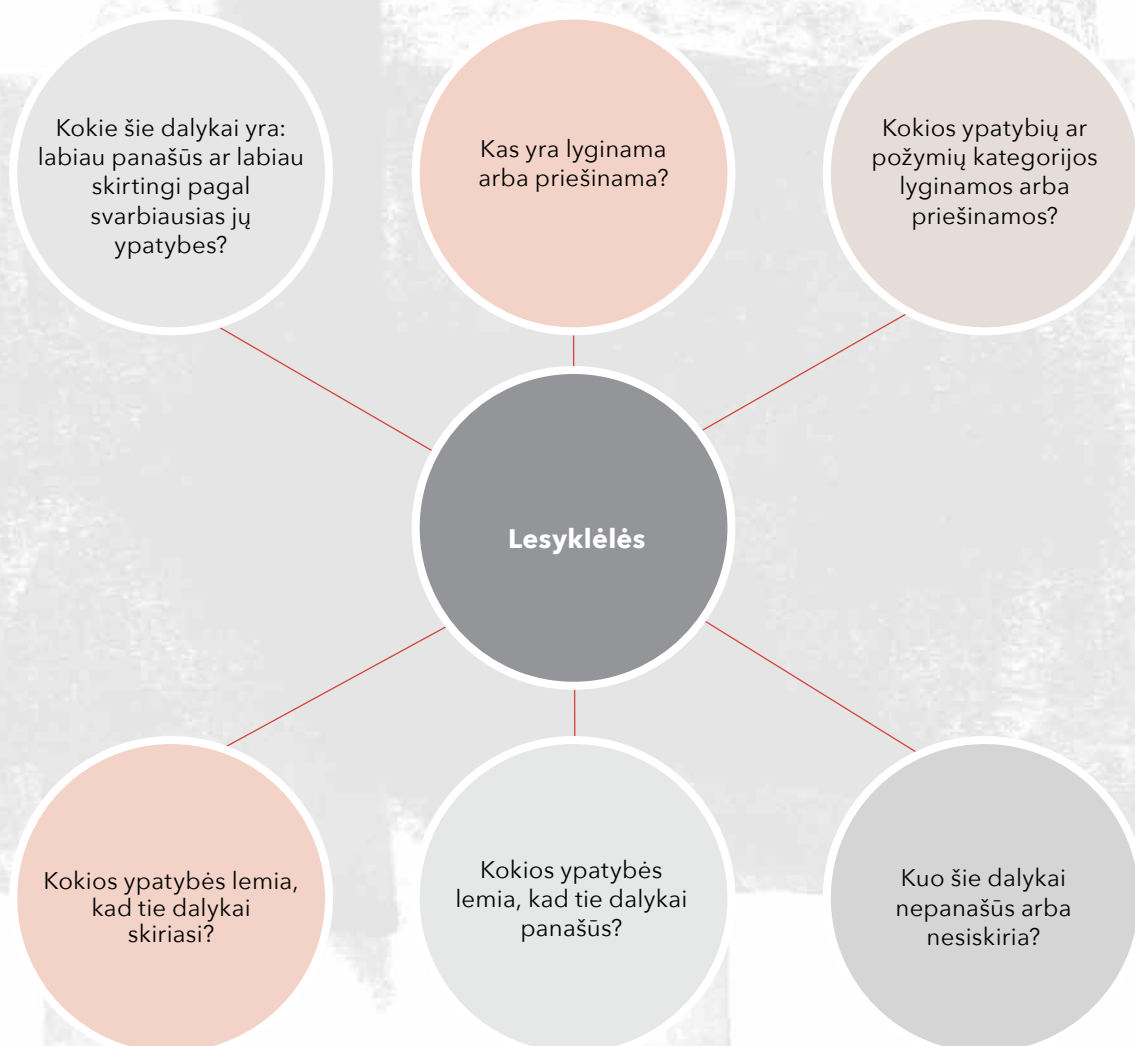 Kokie šie dalykai yra:
labiau panašūs ar labiau
skirtingi pagal
svarbiausias jų
ypatybes?
Kas yra lyginama
arba priešinama?
Kokios ypatybių ar
požymių kategorijos
lyginamos arba
priešinamos?
Lesyklėlės
Kokios ypatybės lemia,
kad tie dalykai
skiriasi?
Kokios ypatybės
lemia, kad tie dalykai
panašūs?
Kuo šie dalykai
nepanašūs arba
nesiskiria?